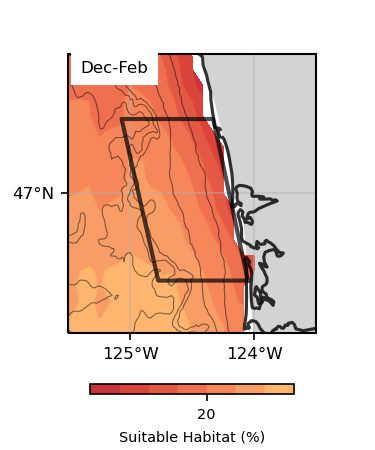 Dec-Feb
47°N
125°W 124°W
20
Suitable Habitat (%)